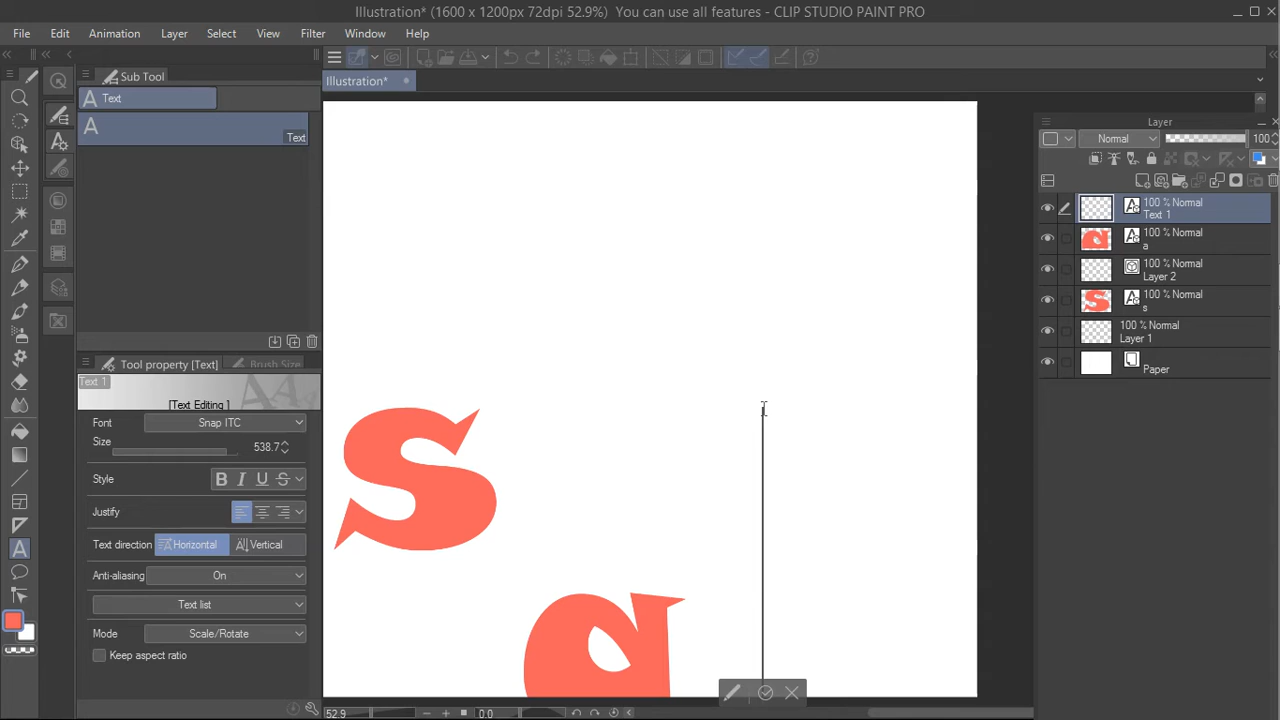 Illustration* (1600 x 1200px 72dpi 52.9%) You can use all features - CLIP STUDIO PAINT PRO
File Edit Animation Layer Select View Filter Window Help
Sub Tool
Illustration*
Text
Text
Layer
Normal 100
100 % Normal
Text 1
100 % Normal
a
100 % Normal
Layer 2
100 % Normal
s
100 % Normal
Layer 1
Paper
Tool property [Text] Brush Size
Text 1
[Text Editing ]
Font Snap ITC
Size 538.7
Style B I U S
Justify
Text direction Horizontal Vertical
Anti-aliasing On
Text list
Mode Scale/Rotate
Keep aspect ratio
s
a
52.9 0.0